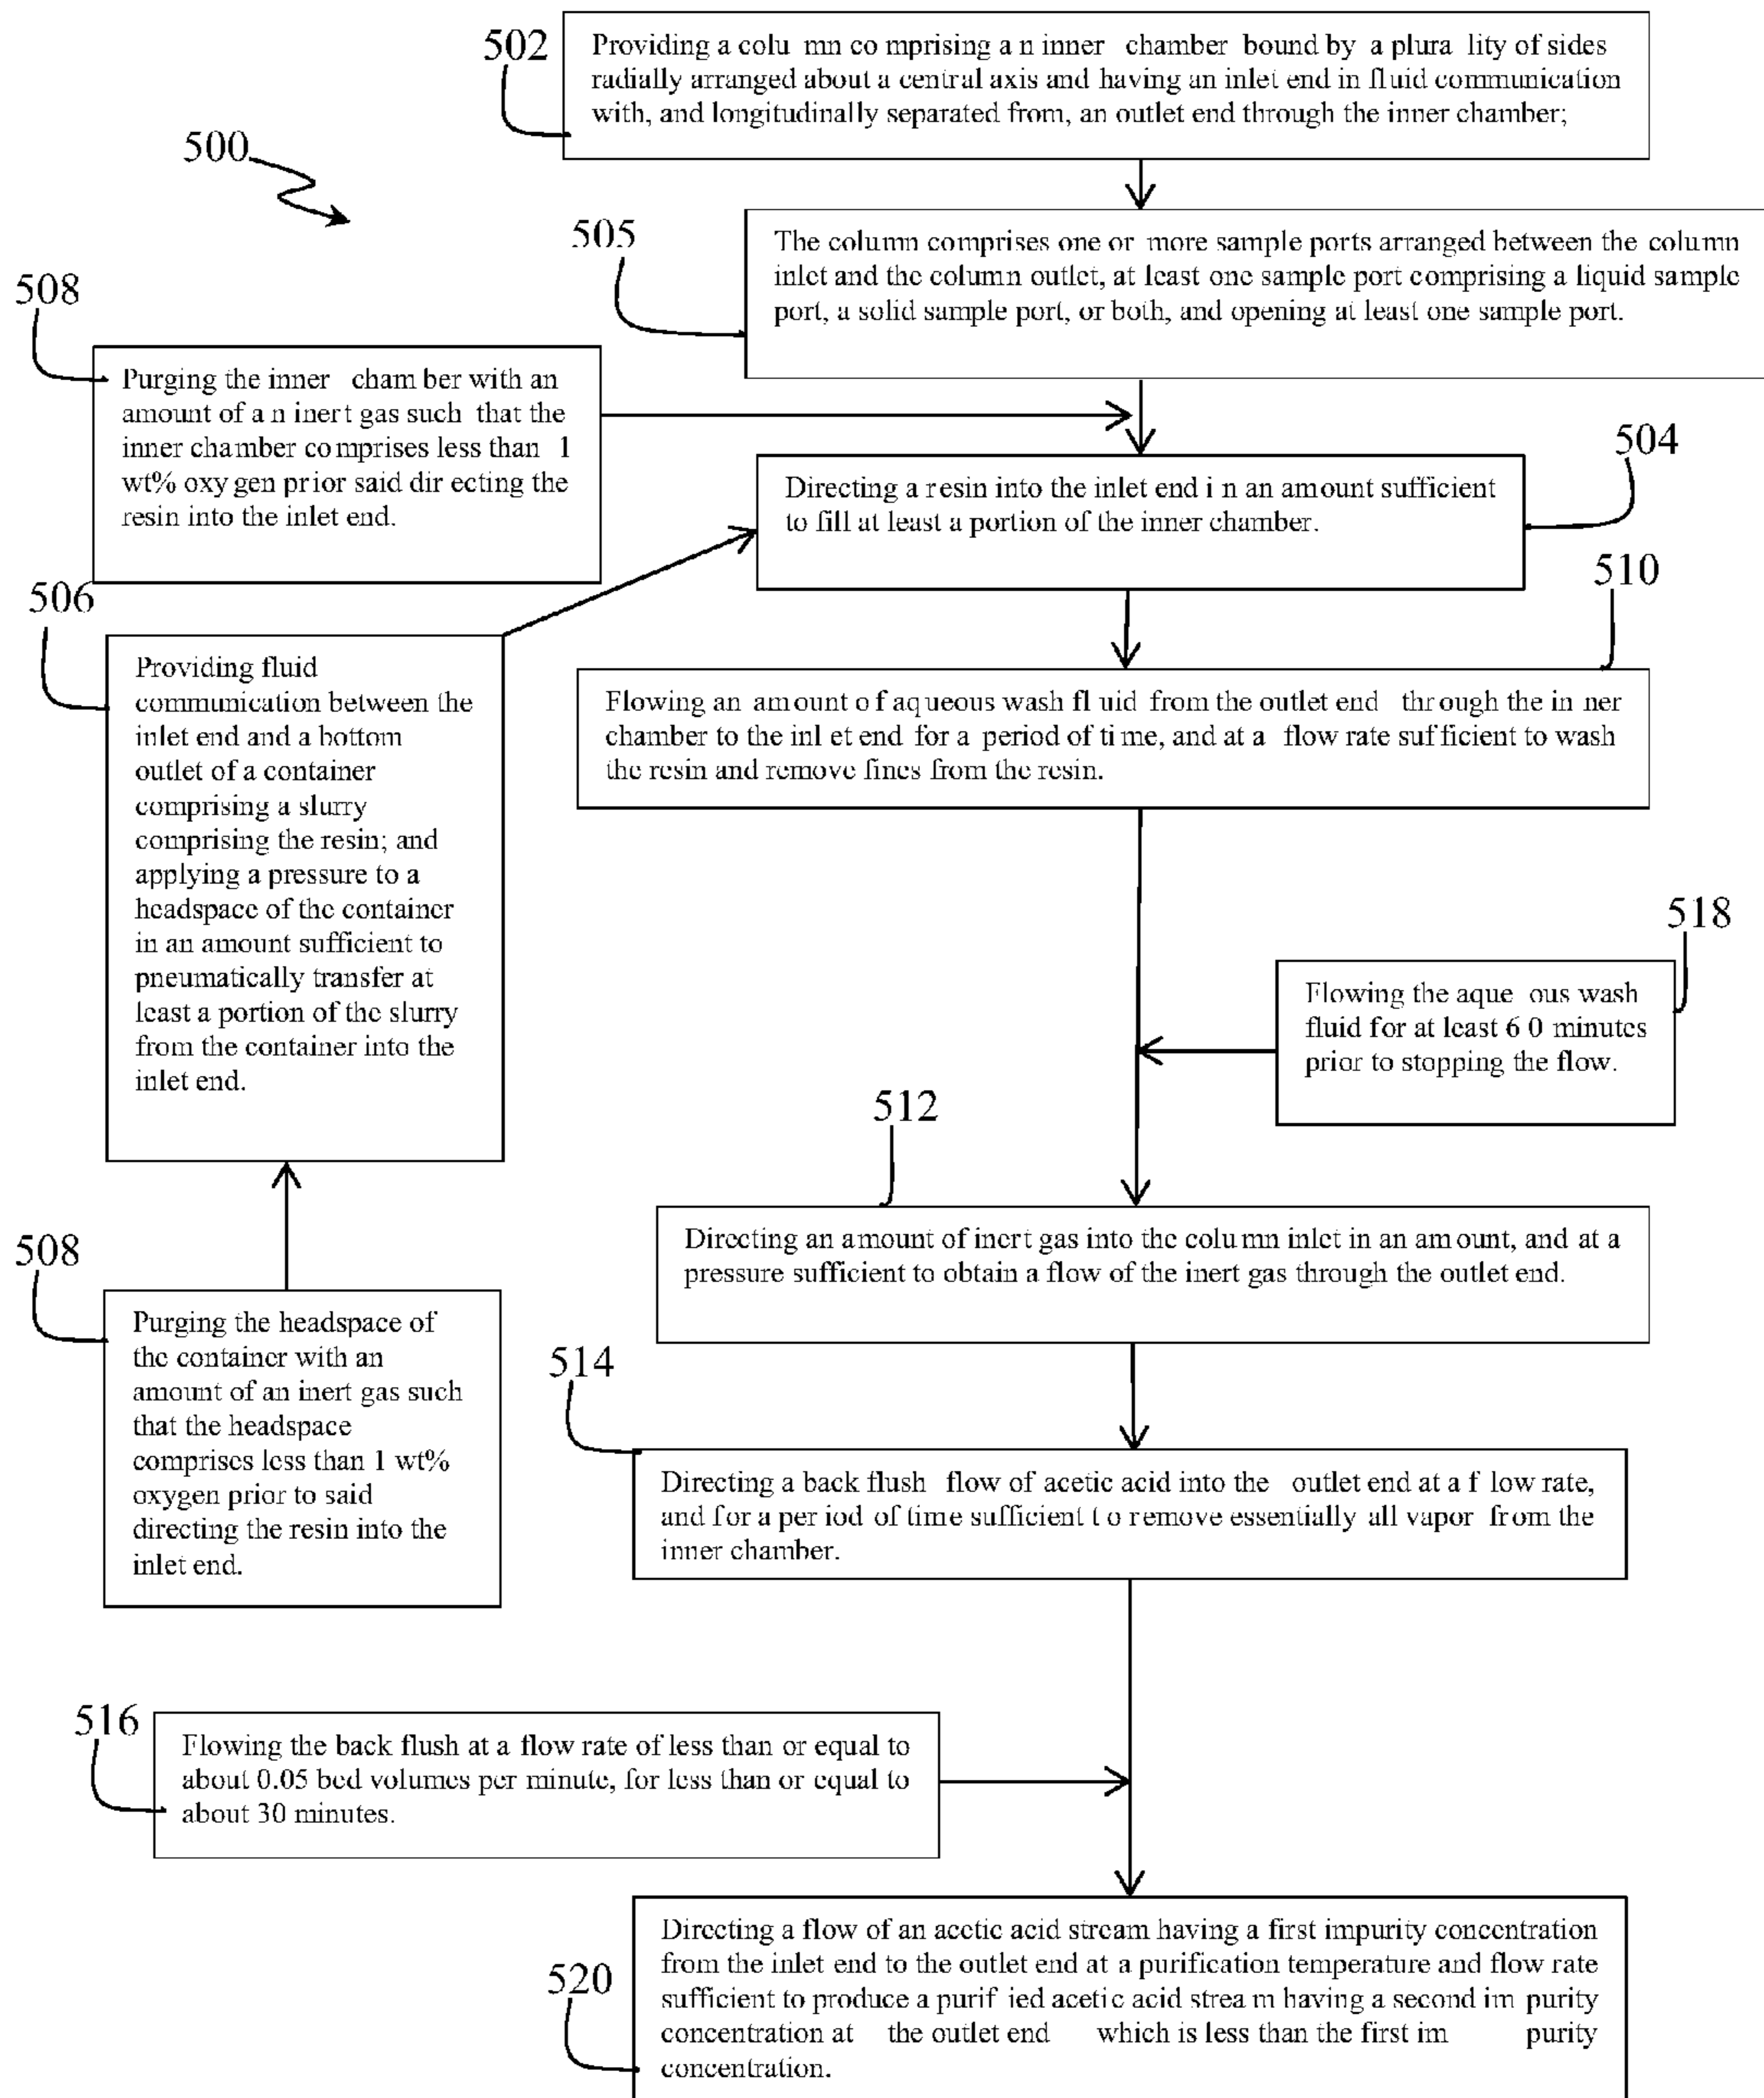 502
Providing a colu mn co mprising a n inner chamber bound by a plura lity of sides
radially arranged about a central axis and having an inlet end in fluid communication
with, and longitudinally separated from, an outlet end through the inner chamber;
500
505
The column comprises one or more sample ports arranged between the column
inlet and the column outlet, at least one sample port comprising a liquid sample
port, a solid sample port, or both, and opening at least one sample port.
508
Purging the inner cham ber with an
amount of a n inert gas such that the
inner chamber co mprises less than 1
wt% oxy gen prior said dir ecting the
resin into the inlet end.
504
Directing a resin into the inlet end i n an amount sufficient
to fill at least a portion of the inner chamber.
506
Providing fluid
communication between the
inlet end and a bottom
outlet of a container
comprising a slurry
comprising the resin; and
applying a pressure to a
headspace of the container
in an amount sufficient to
pneumatically transfer at
least a portion of the slurry
from the container into the
inlet end.
510
Flowing an amount o f aqueous wash fl uid from the outlet end thr ough the in ner
chamber to the inl et end for a period of ti me, and at a flow rate suf ficient to wash
the resin and remove fines from the resin.
518
Flowing the aque ous wash
fluid for at least 6 0 minutes
prior to stopping the flow.
512
Directing an amount of inert gas into the colu mn inlet in an amount, and at a
pressure sufficient to obtain a flow of the inert gas through the outlet end.
508
Purging the headspace of
the container with an
amount of an inert gas such
that the headspace
comprises less than 1 wt%
oxygen prior to said
directing the resin into the
inlet end.
514
Directing a back flush flow of acetic acid into the outlet end at a f low rate,
and for a per iod of time sufficient t o remove essentially all vapor from the
inner chamber.
516
Flowing the back flush at a flow rate of less than or equal to
about 0.05 bed volumes per minute, for less than or equal to
about 30 minutes.
520
Directing a flow of an acetic acid stream having a first impurity concentration
from the inlet end to the outlet end at a purification temperature and flow rate
sufficient to produce a purif ied acetic acid strea m having a second im purity
concentration at the outlet end which is less than the first im purity
concentration.